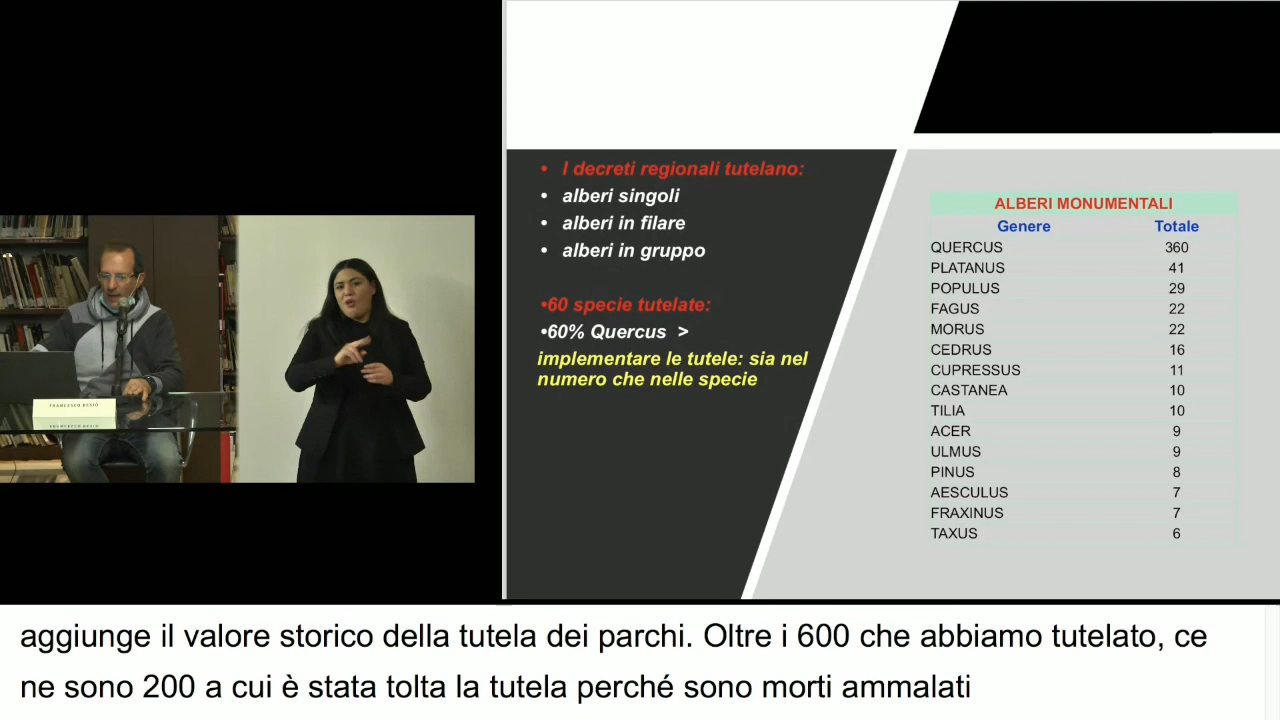 FRANCESCO DESIO
• I decreti regionali tutelano:
• alberi singoli
• alberi in filare
• alberi in gruppo
•60 specie tutelate:
•60% Quercus >
implementare le tutele: sia nel
numero che nelle specie
ALBERI MONUMENTALI
Genere Totale
QUERCUS 360
PLATANUS 41
POPULUS 29
FAGUS 22
MORUS 22
CEDRUS 16
CUPRESSUS 11
CASTANEA 10
TILIA 10
ACER 9
ULMUS 9
PINUS 8
AESCULUS 7
FRAXINUS 7
TAXUS 6
aggiunge il valore storico della tutela dei parchi. Oltre i 600 che abbiamo tutelato, ce
ne sono 200 a cui è stata tolta la tutela perché sono morti ammalati